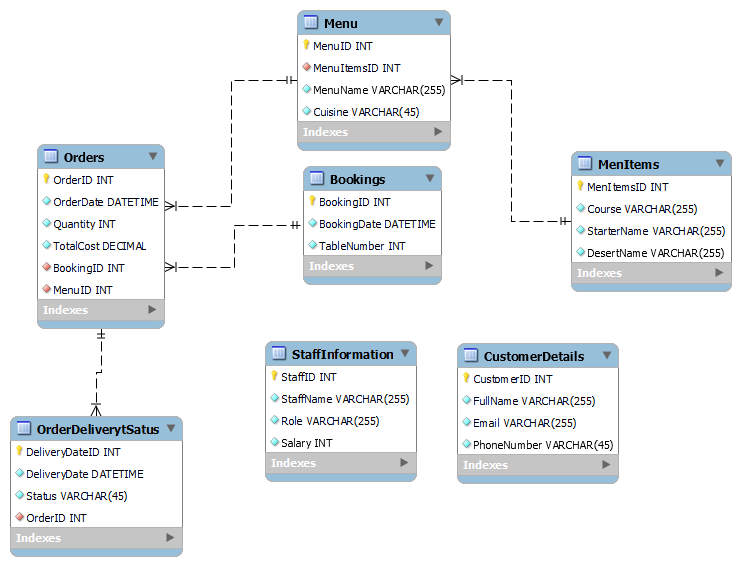 Menu
MenuID INT
MenuItemsID INT
MenuName VARCHAR(255)
Cuisine VARCHAR(45)
Indexes
Orders
OrderID INT
OrderDate DATETIME
Quantity INT
TotalCost DECIMAL
BookingID INT
MenuID INT
Indexes
Bookings
BookingID INT
BookingDate DATETIME
TableNumber INT
Indexes
MenItems
MenItemsID INT
Course VARCHAR(255)
StarterName VARCHAR(255)
DesertName VARCHAR(255)
Indexes
StaffInformation
StaffID INT
StaffName VARCHAR(255)
Role VARCHAR(255)
Salary INT
Indexes
CustomerDetails
CustomerID INT
FullName VARCHAR(255)
Email VARCHAR(255)
PhoneNumber VARCHAR(45)
Indexes
OrderDeliverytSatus
DeliveryDateID INT
DeliveryDate DATETIME
Status VARCHAR(45)
OrderID INT
Indexes